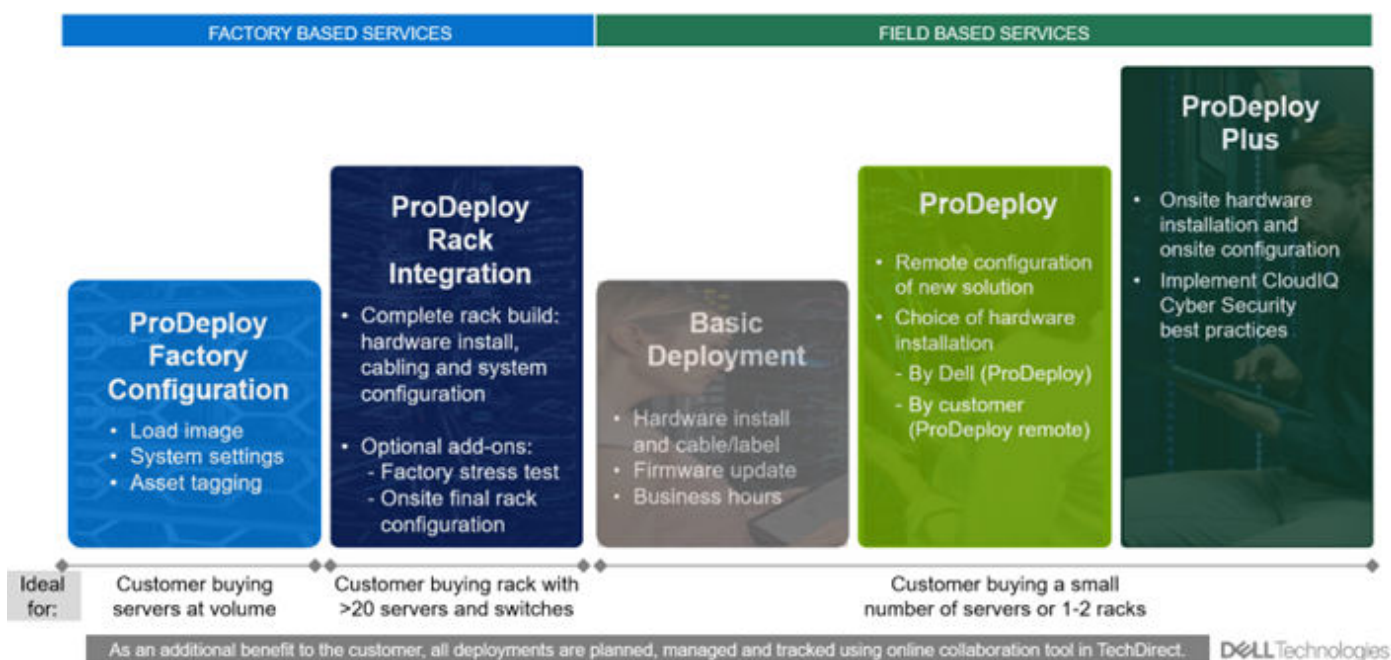 FACTORY BASED SERVICES
FIELD BASED SERVICES
ProDeploy
Factory
Configuration
• Load image
• System settings
• Asset tagging
ProDeploy
Rack
Integration
• Complete rack build:
hardware install,
cabling and system
configuration
• Optional add-ons:
- Factory stress test
- Onsite final rack
configuration
Basic
Deployment
• Hardware install
and cable/label
• Firmware update
• Business hours
ProDeploy
• Remote configuration
of new solution
• Choice of hardware
installation
- By Dell (ProDeploy)
- By customer
(ProDeploy remote)
ProDeploy
Plus
• Onsite hardware
installation and
onsite configuration
• Implement CloudIQ
Cyber Security
best practices
Ideal
for:
Customer buying
servers at volume
Customer buying rack with
>20 servers and switches
Customer buying a small
number of servers or 1-2 racks
As an additional benefit to the customer, all deployments are planned, managed and tracked using online collaboration tool in TechDirect.
DELL Technologies